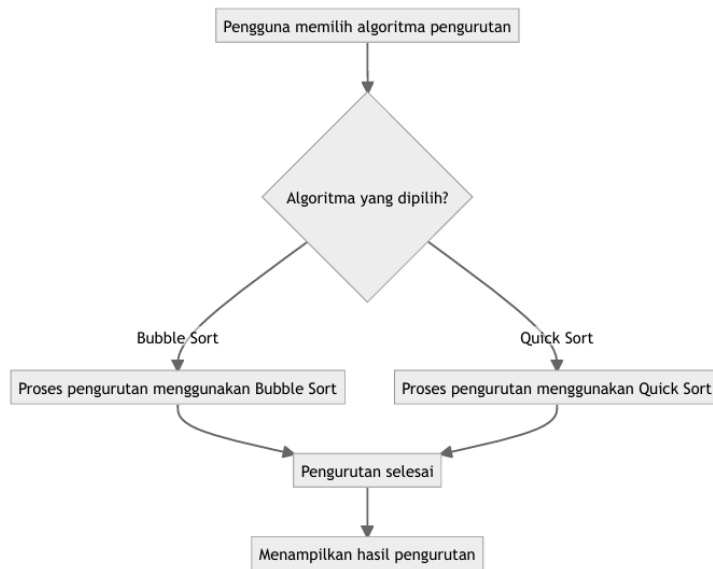 Pengguna memilih algoritma pengurutan
Algoritma yang dipilih?
Bubble Sort
Quick Sort
Proses pengurutan menggunakan Bubble Sort
Proses pengurutan menggunakan Quick Sort
Pengurutan selesai
Menampilkan hasil pengurutan